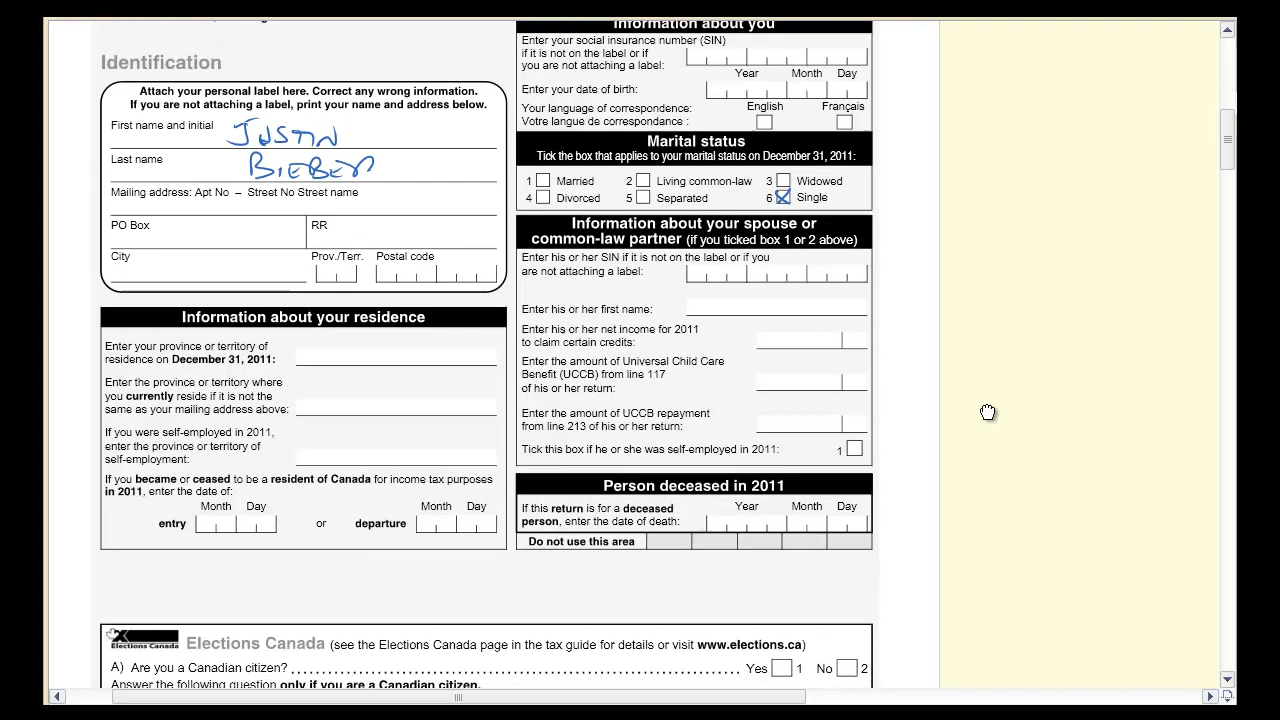 Identification
Attach your personal label here. Correct any wrong information.
If you are not attaching a label, print your name and address below.
First name and initial JUSTIN
Last name BIEBER
Mailing address: Apt No – Street No Street name
PO Box RR
City Prov./Terr. Postal code
Information about your residence
Enter your province or territory of
residence on December 31, 2011:
Enter the province or territory where
you currently reside if it is not the
same as your mailing address above:
If you were self-employed in 2011,
enter the province or territory of
self-employment:
If you became or ceased to be a resident of Canada for income tax purposes
in 2011, enter the date of:
Month Day Month Day
entry or departure
Information about you
Enter your social insurance number (SIN)
if it is not on the label or if
you are not attaching a label:
Year Month Day
Enter your date of birth:
English Français
Your language of correspondence:
Votre langue de correspondance :
Marital status
Tick the box that applies to your marital status on December 31, 2011:
1 Married 2 Living common-law 3 Widowed
4 Divorced 5 Separated 6 Single
Information about your spouse or
common-law partner (if you ticked box 1 or 2 above)
Enter his or her SIN if it is not on the label or if you
are not attaching a label:
Enter his or her first name:
Enter his or her net income for 2011
to claim certain credits:
Enter the amount of Universal Child Care
Benefit (UCCB) from line 117
of his or her return:
Enter the amount of UCCB repayment
from line 213 of his or her return:
Tick this box if he or she was self-employed in 2011: 1
Person deceased in 2011
Year Month Day
If this return is for a deceased
person, enter the date of death:
Do not use this area
Elections Canada
Elections Canada (see the Elections Canada page in the tax guide for details or visit www.elections.ca)
A) Are you a Canadian citizen? Yes 1 No 2
Answer the following question only if you are a Canadian citizen.